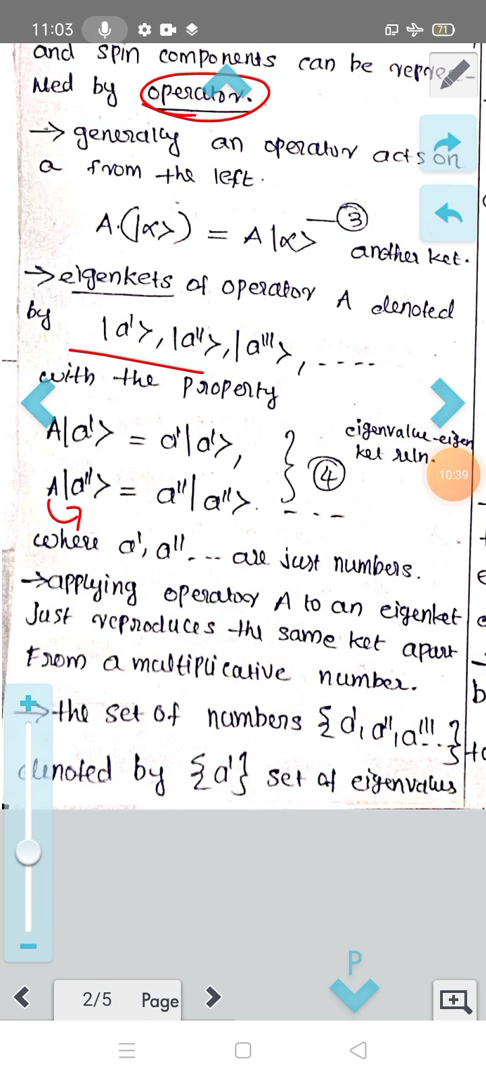 11:03
71
and spin components can be repre
ted by operator.
→ generally an operator acts on
a from the left.
A.(|α>) = A|α> —③
another ket.
→ eigenkets of operator A denoted
by |a'>, |a''>, |a'''>, ....
with the property
A|a'> = a'|a'>,
A|a''> = a''|a''>. } ④
eigenvalue-eigen
ket reln.
10:39
where a', a''... are just numbers.
→ applying operator A to an eigenket
Just reproduces the same ket apart
from a multiplicative number.
→ the set of numbers {a', a'', a'''...}
denoted by {a'} set of eigenvalues
P
2/5 Page